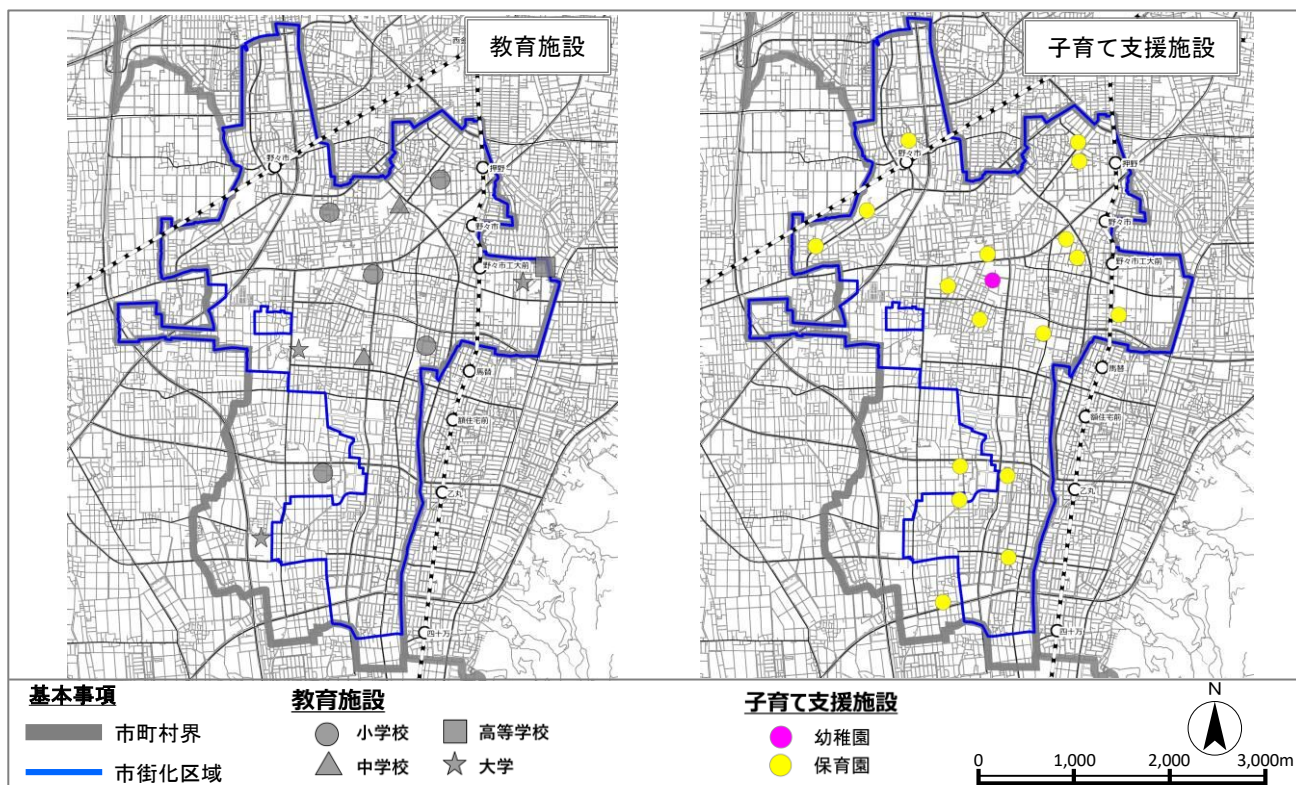 教育施設
子育て支援施設
野々市
押野
野々市
野々市工大前
馬替
額住宅前
乙丸
四十万
野々市
押野
野々市
野々市工大前
馬替
額住宅前
乙丸
四十万
基本事項
市町村界
市街化区域
教育施設
小学校
高等学校
中学校
大学
子育て支援施設
幼稚園
保育園
N
0 1,000 2,000 3,000m